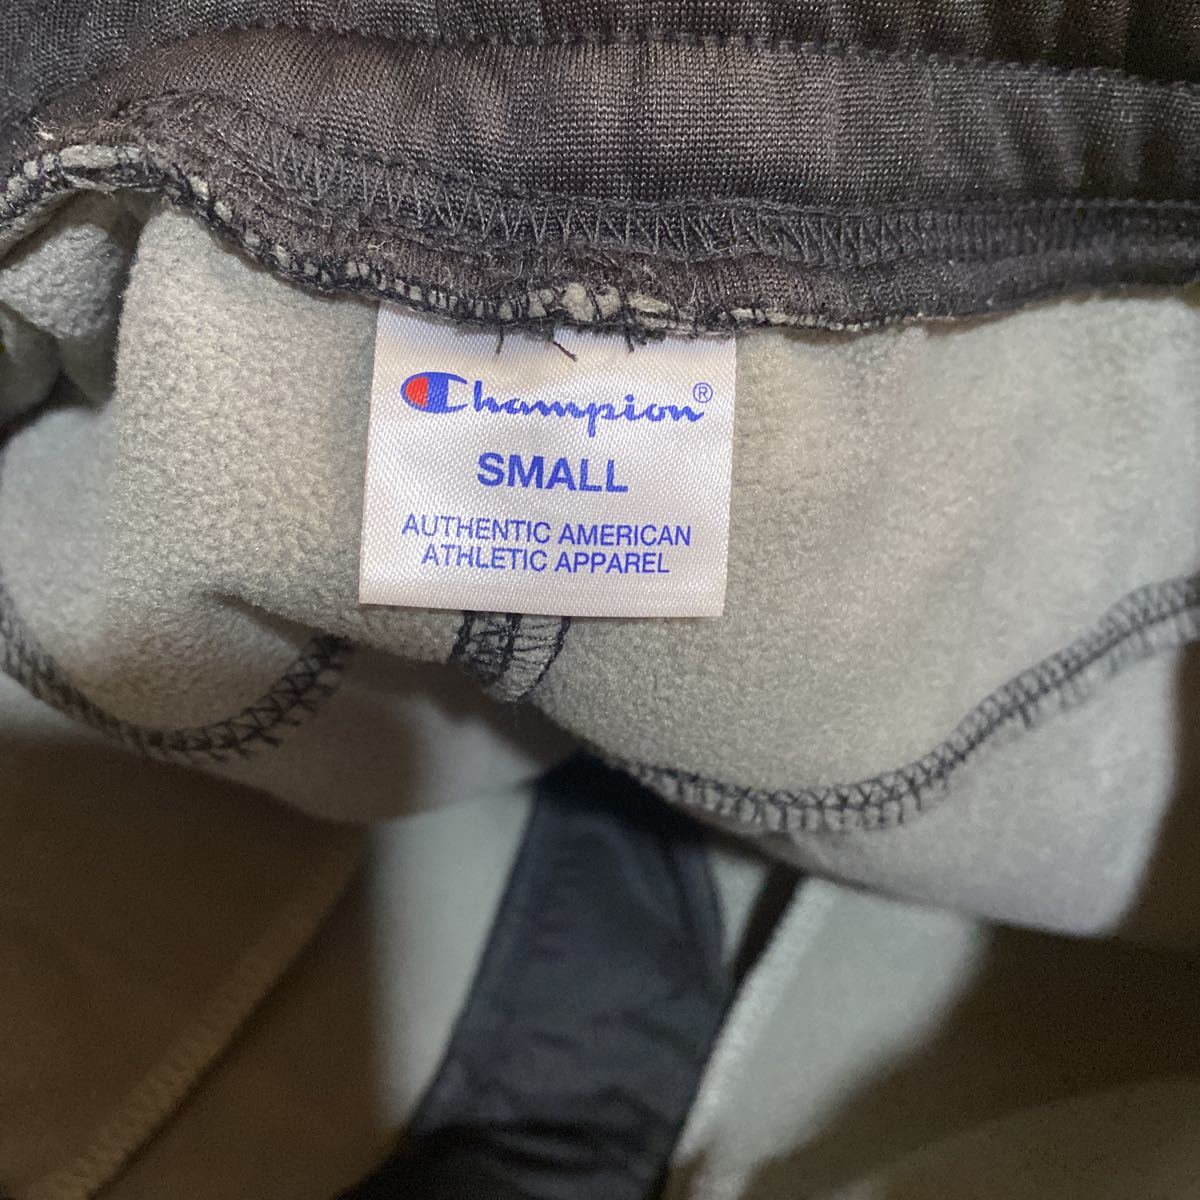 Champion®
SMALL
AUTHENTIC AMERICAN
ATHLETIC APPAREL